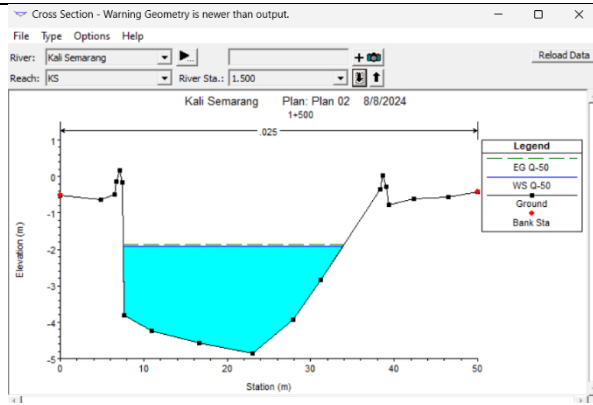 Cross Section - Warning Geometry is newer than output.
File Type Options Help
River: Kali Semarang
Reload Data
Reach: KS River Sta.: 1.500
Kali Semarang Plan: Plan 02 8/8/2024
1+500
.025
Legend
EG Q-50
WS Q-50
Ground
Bank Sta
Elevation (m)
1
0
-1
-2
-3
-4
-5
0 10 20 30 40 50
Station (m)